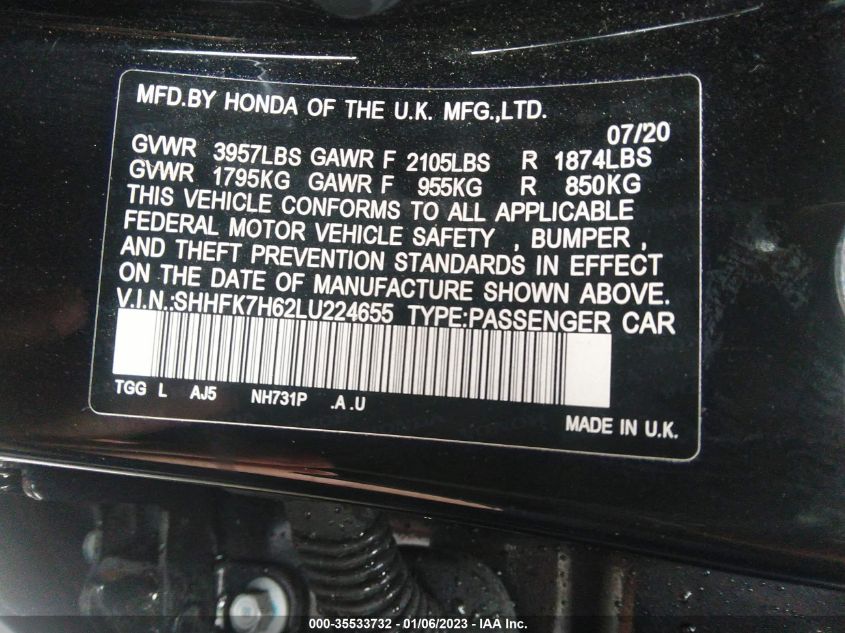 MFD.BY HONDA OF THE U.K. MFG.,LTD.
07/20
GVWR 3957LBS GAWR F 2105LBS R 1874LBS
GVWR 1795KG GAWR F 955KG R 850KG
THIS VEHICLE CONFORMS TO ALL APPLICABLE
FEDERAL MOTOR VEHICLE SAFETY , BUMPER ,
AND THEFT PREVENTION STANDARDS IN EFFECT
ON THE DATE OF MANUFACTURE SHOWN ABOVE.
V.I.N.:SHHFK7H62LU224655 TYPE:PASSENGER CAR
TGG L AJ5 NH731P .A .U
MADE IN U.K.
000-35533732 - 01/06/2023 - IAA Inc.